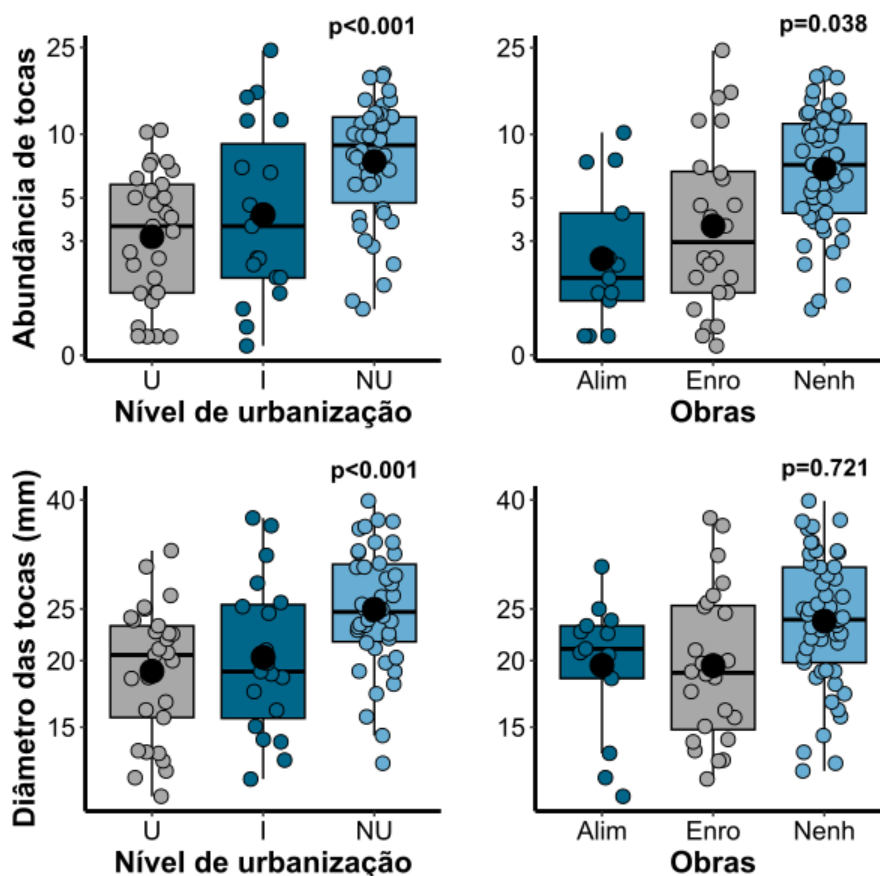 p<0.001
Abundância de tocas
25
10
5
3
0
U I NU
Nível de urbanização
p=0.038
25
10
5
3
0
Alim Enro Nenh
Obras
p<0.001
Diâmetro das tocas (mm)
40
25
20
15
U I NU
Nível de urbanização
p=0.721
40
25
20
15
Alim Enro Nenh
Obras